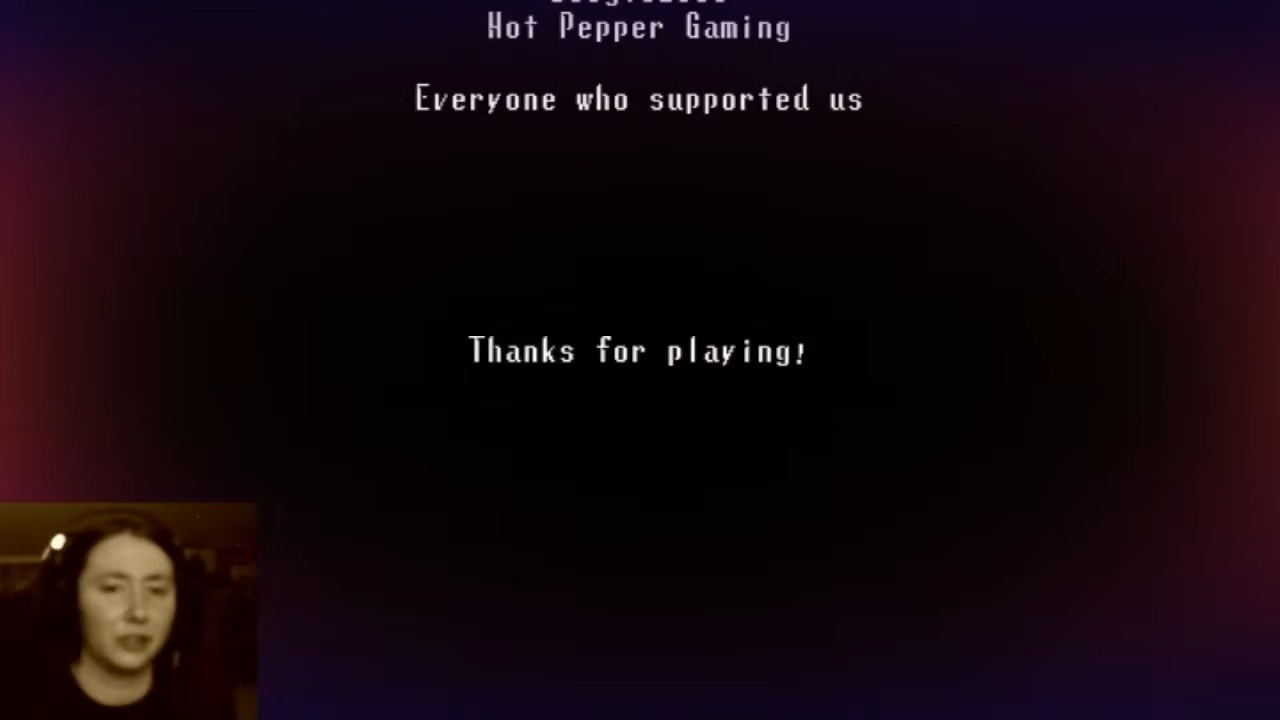 Hot Pepper Gaming
Everyone who supported us
Thanks for playing!